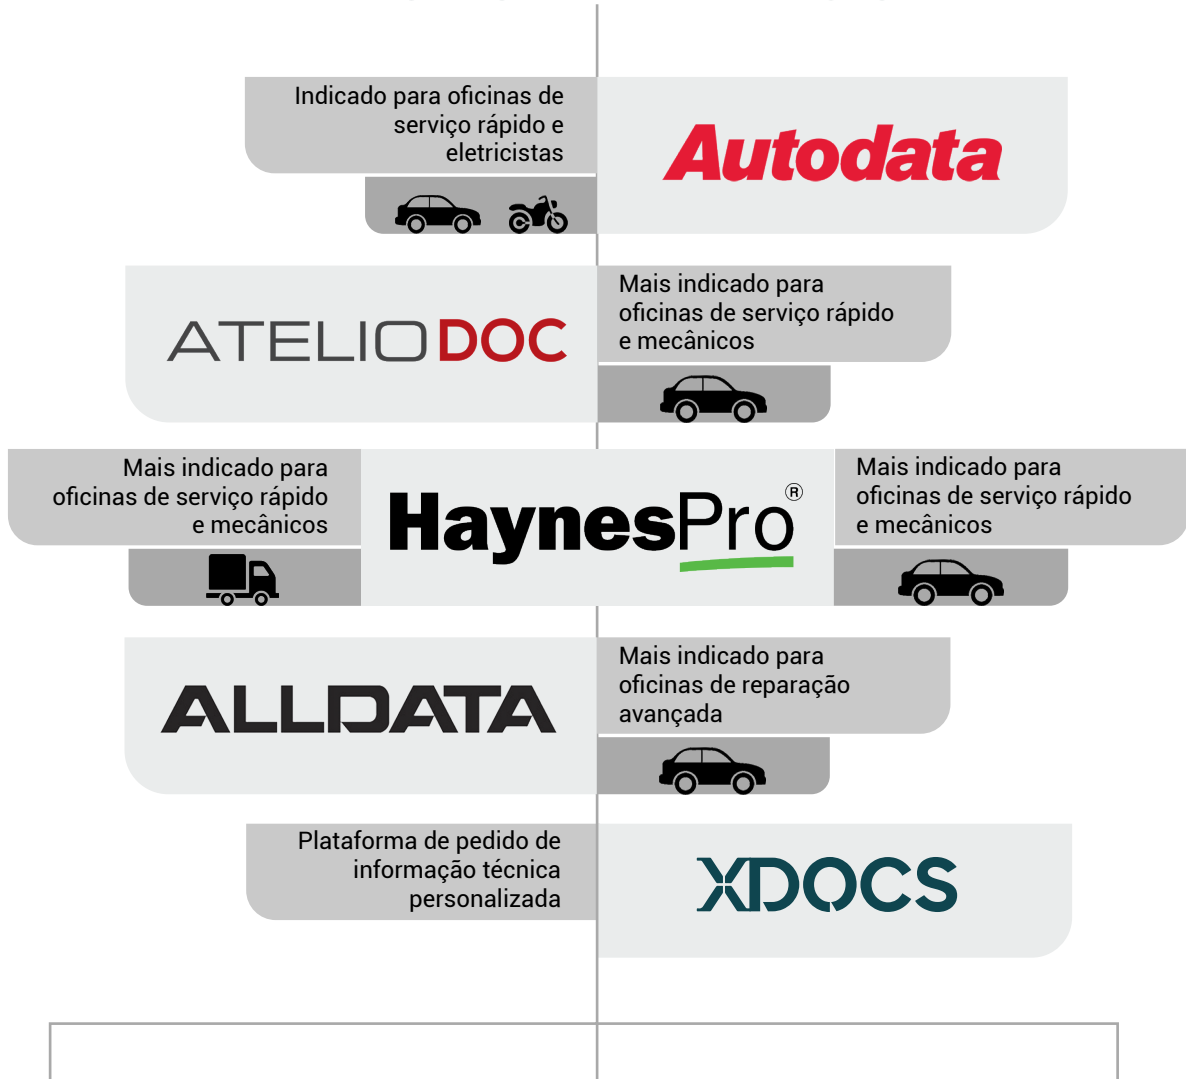 Indicado para oficinas de
serviço rápido e
eletricistas
Autodata
ATELIODOC
Mais indicado para
oficinas de serviço rápido
e mecânicos
Mais indicado para
oficinas de serviço rápido
e mecânicos
HaynesPro®
Mais indicado para
oficinas de serviço rápido
e mecânicos
ALLDATA
Mais indicado para
oficinas de reparação
avançada
Plataforma de pedido de
informação técnica
personalizada
XDOCS